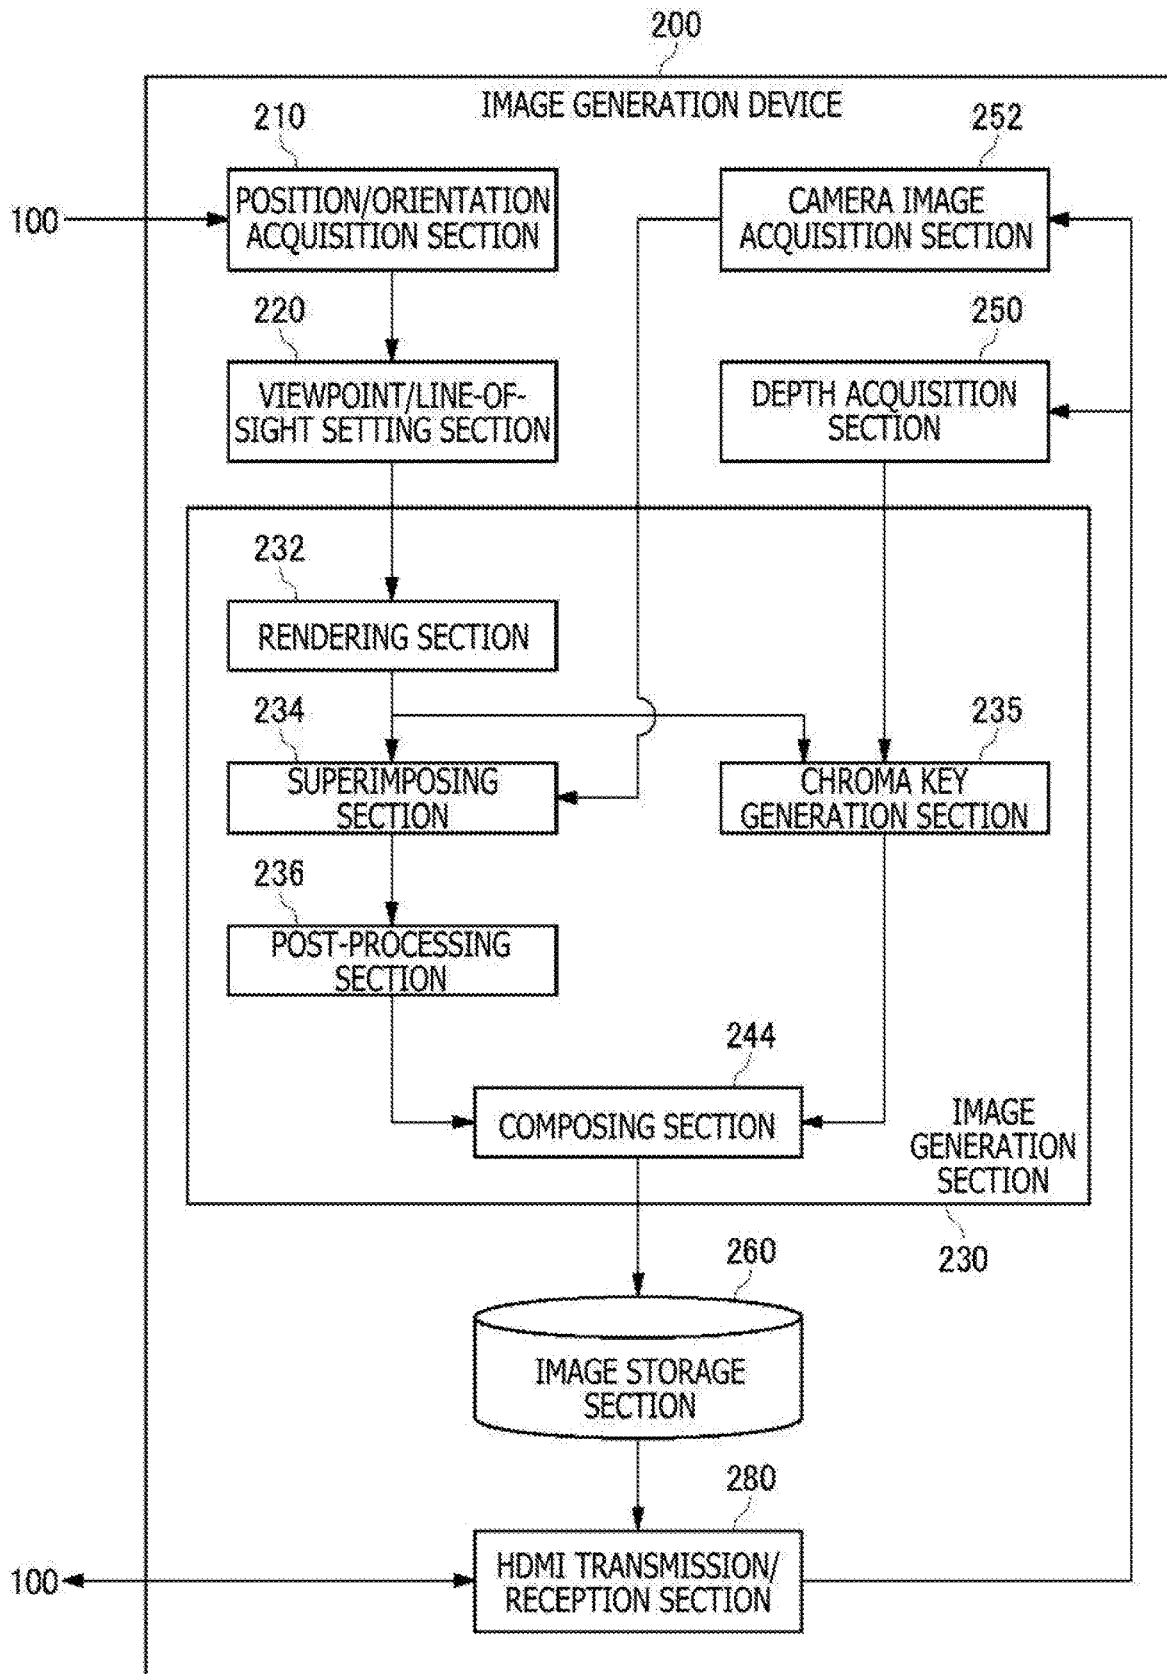 200
IMAGE GENERATION DEVICE
210
POSITION/ORIENTATION
ACQUISITION SECTION
252
CAMERA IMAGE
ACQUISITION SECTION
100
220
VIEWPOINT/LINE-OF-
SIGHT SETTING SECTION
250
DEPTH ACQUISITION
SECTION
232
RENDERING SECTION
234
SUPERIMPOSING
SECTION
235
CHROMA KEY
GENERATION SECTION
236
POST-PROCESSING
SECTION
244
COMPOSING SECTION
IMAGE
GENERATION
SECTION
230
260
IMAGE STORAGE
SECTION
280
HDMI TRANSMISSION/
RECEPTION SECTION
100